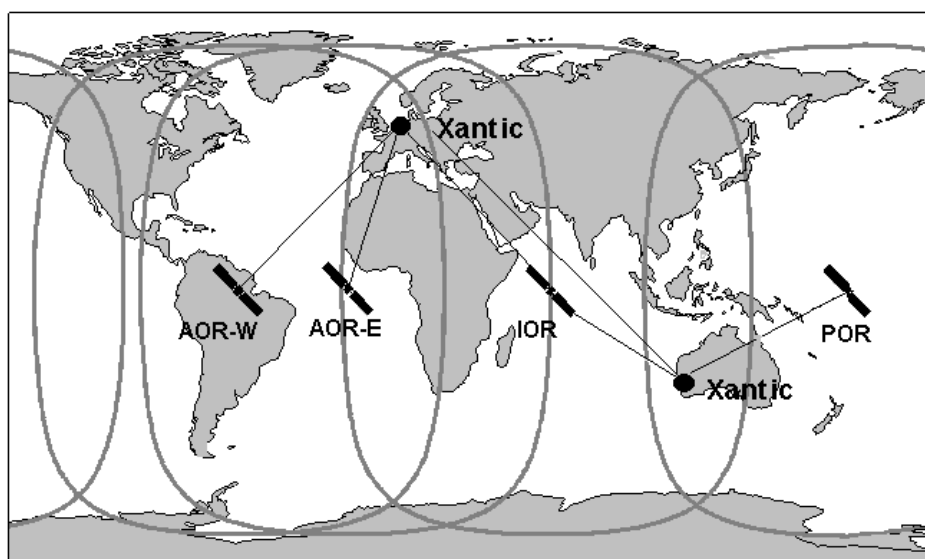 Xantic
AOR-W
AOR-E
IOR
POR
Xantic